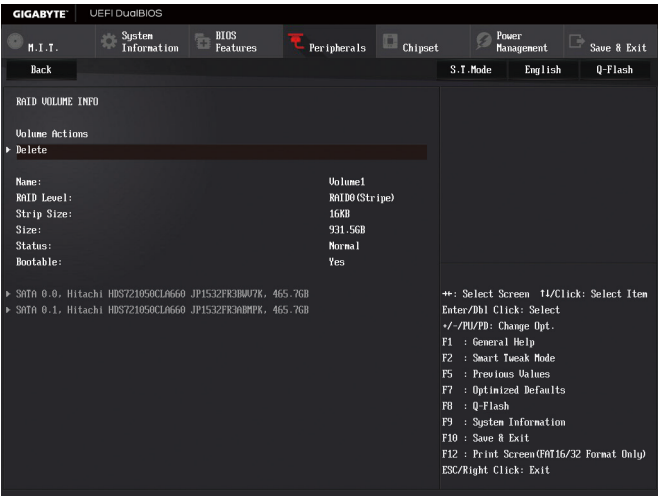 GIGABYTE™ UEFI DualBIOS
M.I.T. System Information BIOS Features Peripherals Chipset Power Management Save & Exit
Back S.T.Mode English Q-Flash
RAID VOLUME INFO
Volume Actions
Delete
Name: Volume1
RAID Level: RAID0(Stripe)
Strip Size: 16KB
Size: 931.5GB
Status: Normal
Bootable: Yes
SATA 0.0, Hitachi HDS721050CLA660 JP1532FR3BWV7K, 465.7GB
SATA 0.1, Hitachi HDS721050CLA660 JP1532FR3ABMPK, 465.7GB
→←: Select Screen ↑↓/Click: Select Item
Enter/Dbl Click: Select
+/-/PU/PD: Change Opt.
F1 : General Help
F2 : Smart Tweak Mode
F5 : Previous Values
F7 : Optimized Defaults
F8 : Q-Flash
F9 : System Information
F10 : Save & Exit
F12 : Print Screen(FAT16/32 Format Only)
ESC/Right Click: Exit